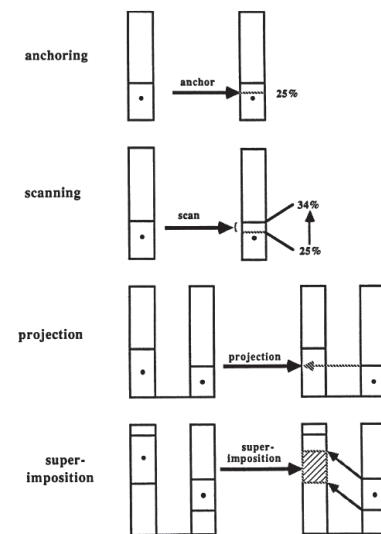 anchoring
anchor
25%
scanning
scan
34%
25%
projection
projection
super-
imposition
super-
imposition